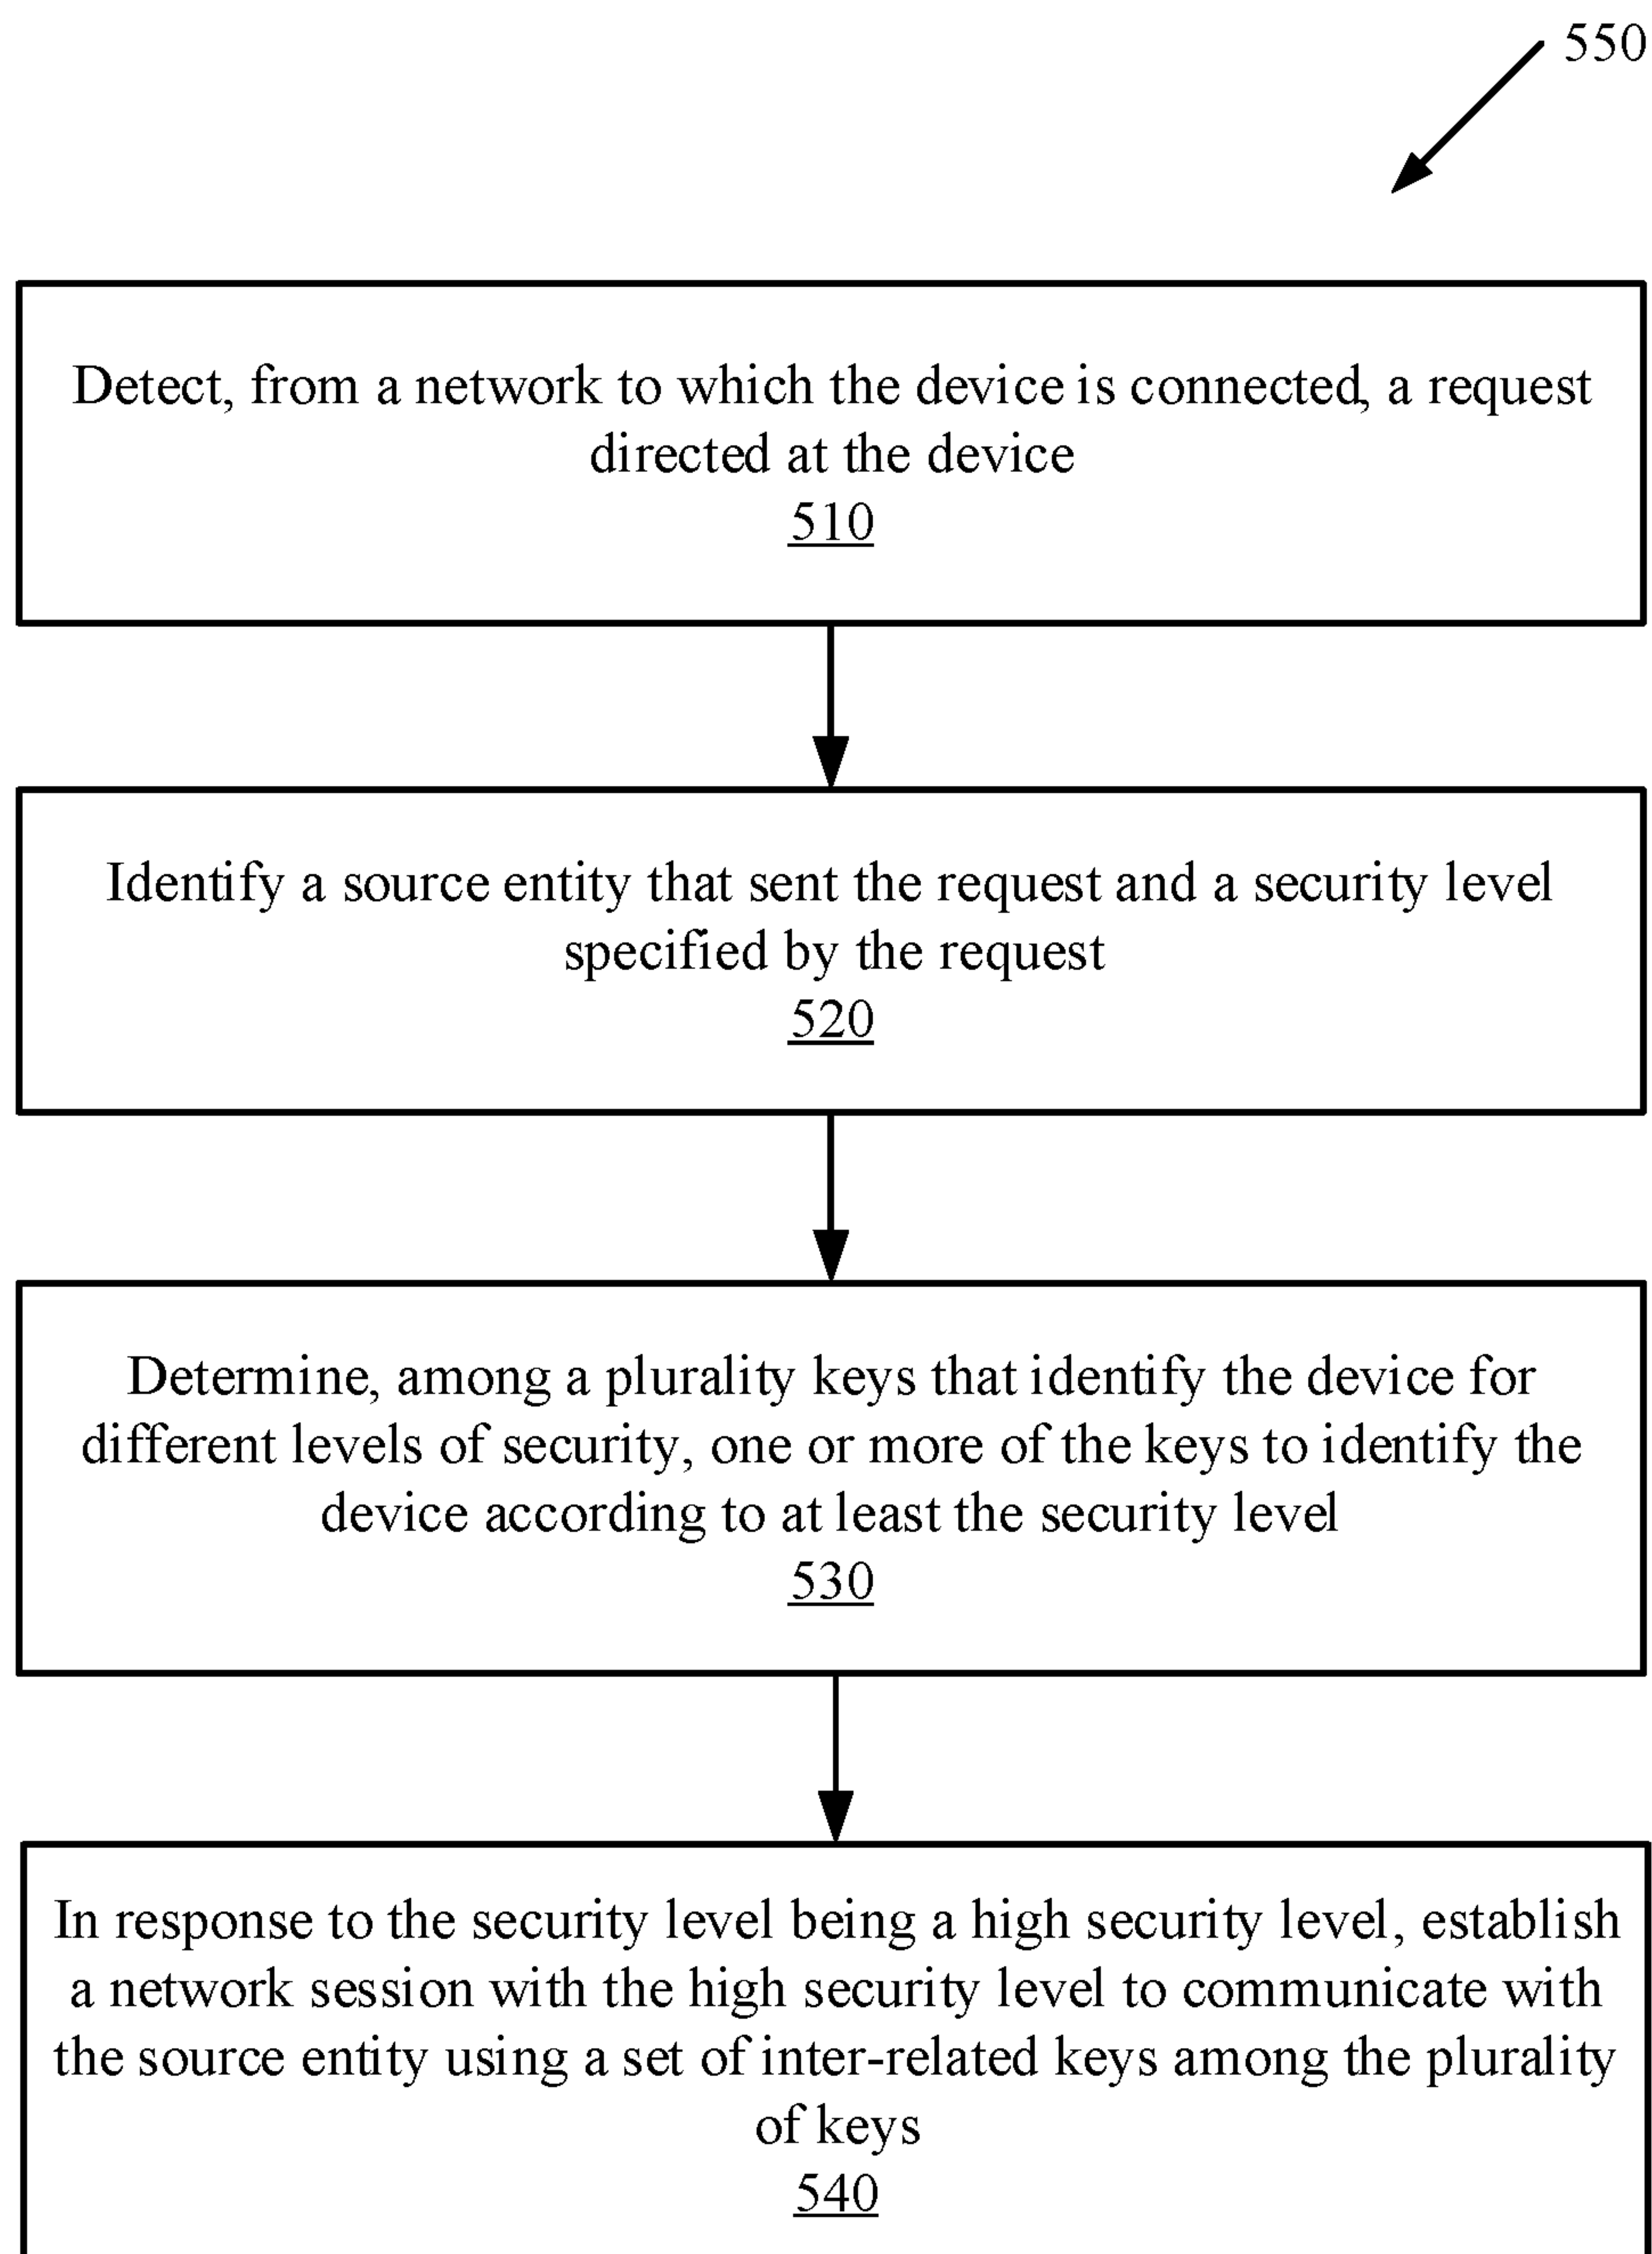 550
Detect, from a network to which the device is connected, a request
directed at the device
510
Identify a source entity that sent the request and a security level
specified by the request
520
Determine, among a plurality keys that identify the device for
different levels of security, one or more of the keys to identify the
device according to at least the security level
530
In response to the security level being a high security level, establish
a network session with the high security level to communicate with
the source entity using a set of inter-related keys among the plurality
of keys
540